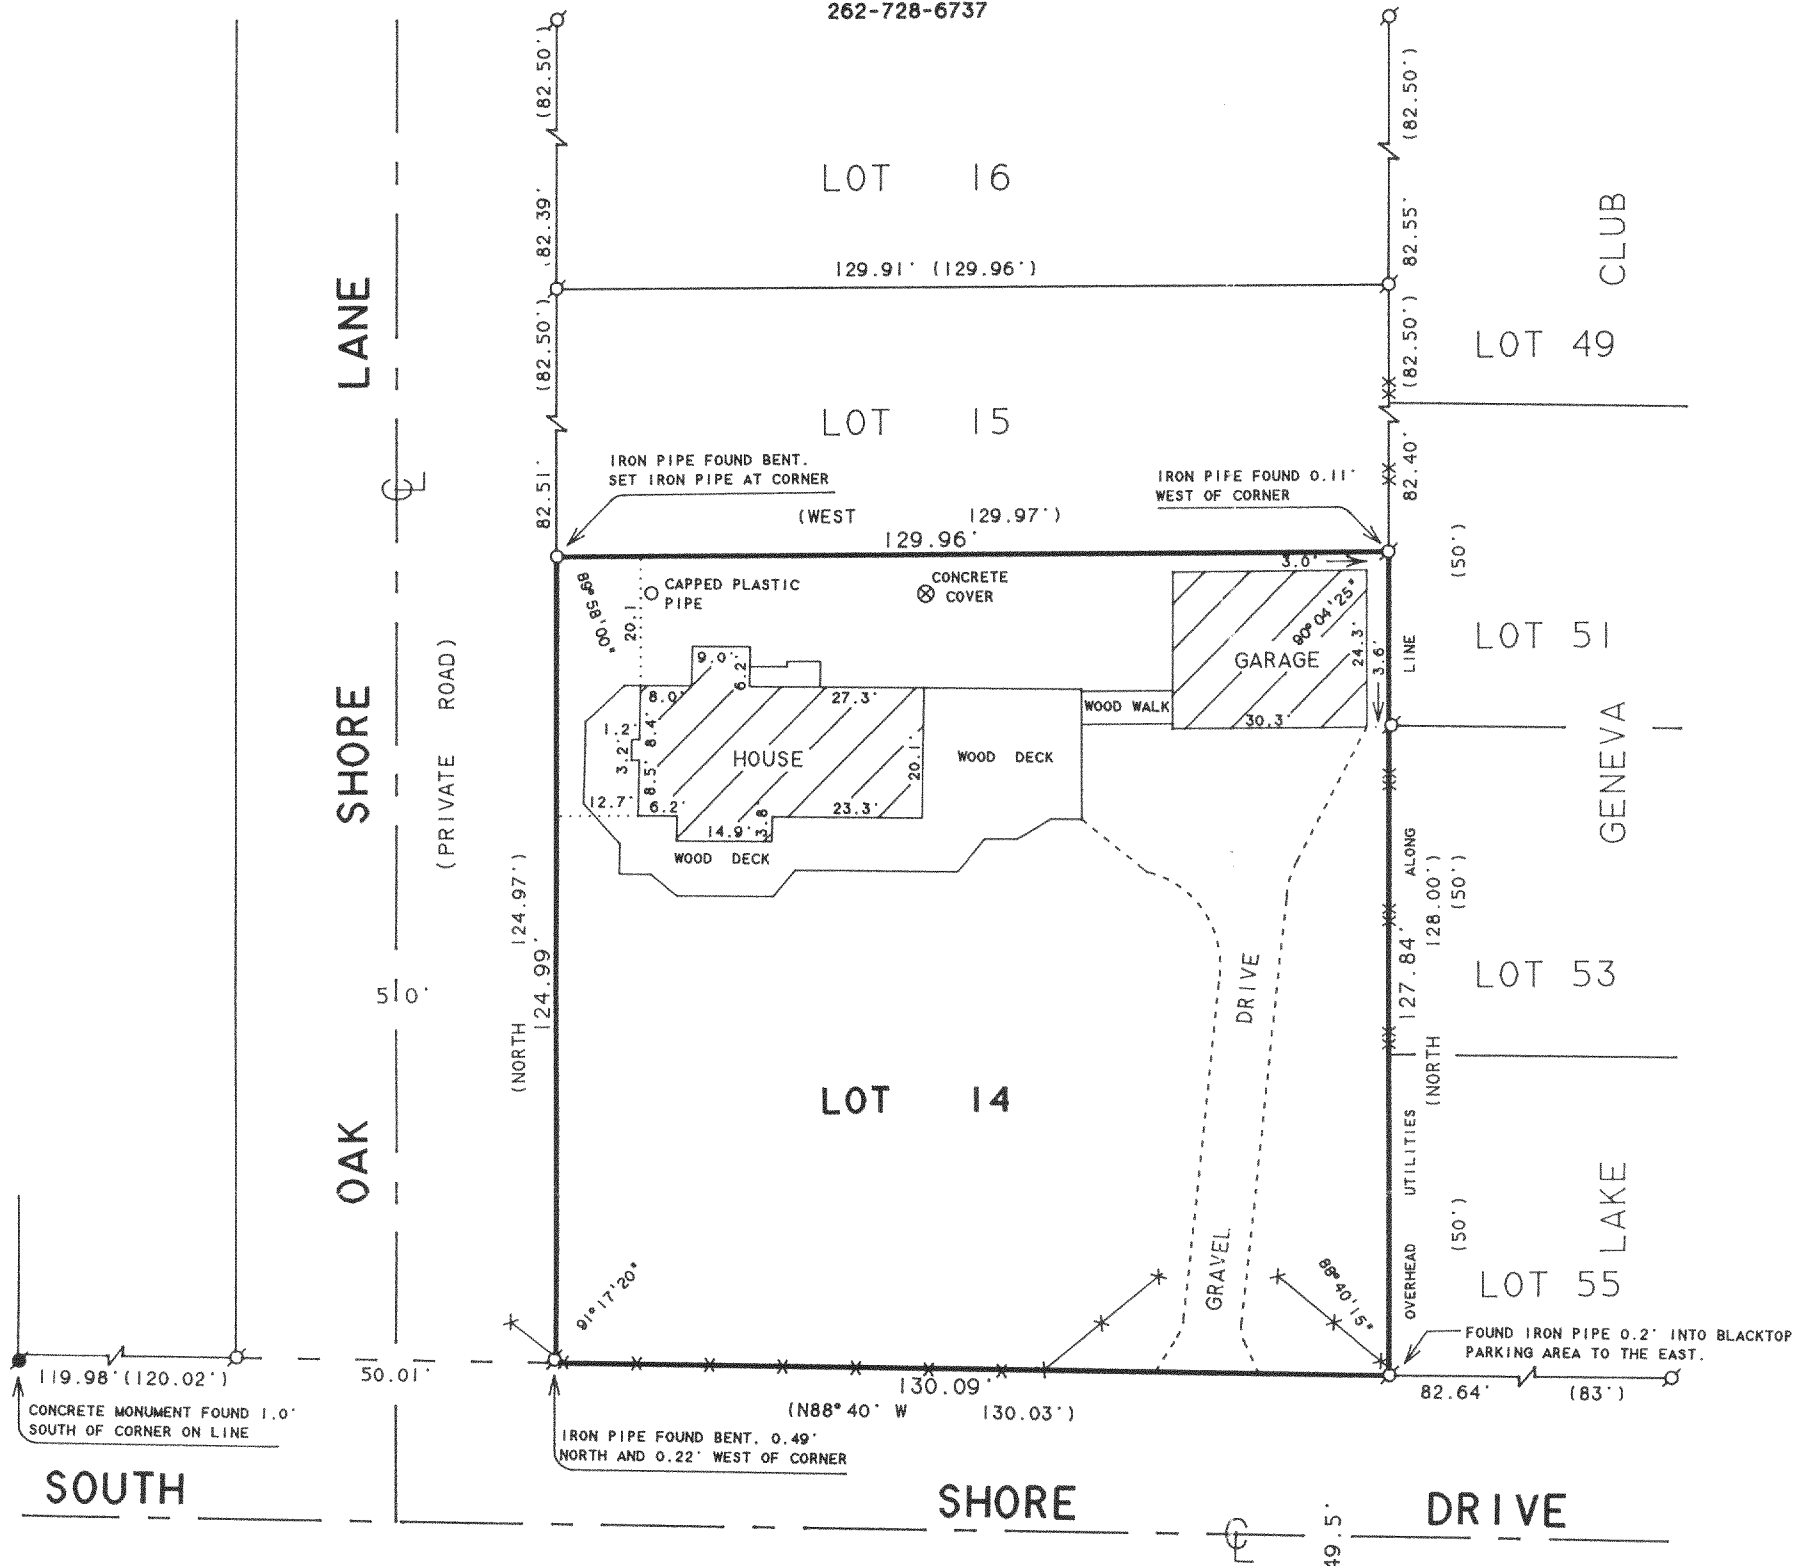 262-728-6737
(82.50')
(82.50')
LOT 16
82.39'
82.55'
CLUB
129.91' (129.96')
LANE
(82.50')
(82.50')
LOT 49
LOT 15
IRON PIPE FOUND BENT.
SET IRON PIPE AT CORNER
IRON PIPE FOUND 0.11'
WEST OF CORNER
82.51'
82.40'
(WEST 129.97')
129.96'
(50')
3.0'
89°58'00"
CAPPED PLASTIC
PIPE
CONCRETE
COVER
20.1
90°04'25"
24.3'
3.6'
GARAGE
30.3'
LINE
LOT 51
9.0'
6.2'
8.0'
27.3'
WOOD WALK
1.2'
8.4'
3.2'
HOUSE
20.1'
WOOD DECK
8.5'
12.7'
6.2'
14.9'
3.8
23.3'
WOOD DECK
SHORE
(PRIVATE ROAD)
GENEVA
ALONG
(50')
(NORTH 124.97')
124.99'
127.84'
(NORTH 128.00')
50'
DRIVE
LOT 53
LOT 14
OAK
UTILITIES
LAKE
(50')
GRAVEL
OVERHEAD
91°17'20"
88°40'15"
LOT 55
FOUND IRON PIPE 0.2' INTO BLACKTOP
PARKING AREA TO THE EAST.
119.98' (120.02')
50.01'
130.09'
82.64' (83')
(N88°40' W 130.03')
CONCRETE MONUMENT FOUND 1.0'
SOUTH OF CORNER ON LINE
IRON PIPE FOUND BENT. 0.49'
NORTH AND 0.22' WEST OF CORNER
SOUTH SHORE DRIVE
49.5'